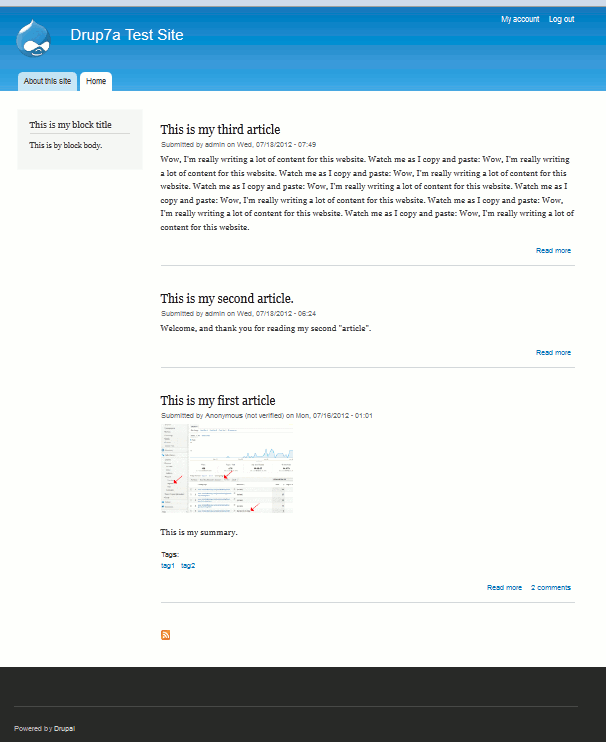 My account Log out
Drup7a Test Site
About this site Home
This is my block title
This is by block body.
This is my third article
Submitted by admin on Wed, 07/18/2012 - 07:49
Wow, I'm really writing a lot of content for this website. Watch me as I copy and paste: Wow, I'm really writing
a lot of content for this website. Watch me as I copy and paste: Wow, I'm really writing a lot of content for this
website. Watch me as I copy and paste: Wow, I'm really writing a lot of content for this website. Watch me as I
copy and paste: Wow, I'm really writing a lot of content for this website. Watch me as I copy and paste: Wow,
I'm really writing a lot of content for this website. Watch me as I copy and paste: Wow, I'm really writing a lot of
content for this website.
Read more
This is my second article.
Submitted by admin on Wed, 07/18/2012 - 06:24
Welcome, and thank you for reading my second "article".
Read more
This is my first article
Submitted by Anonymous (not verified) on Mon, 07/16/2012 - 01:01
This is my summary.
Tags:
tag1 tag2
Read more 2 comments
Powered by Drupal